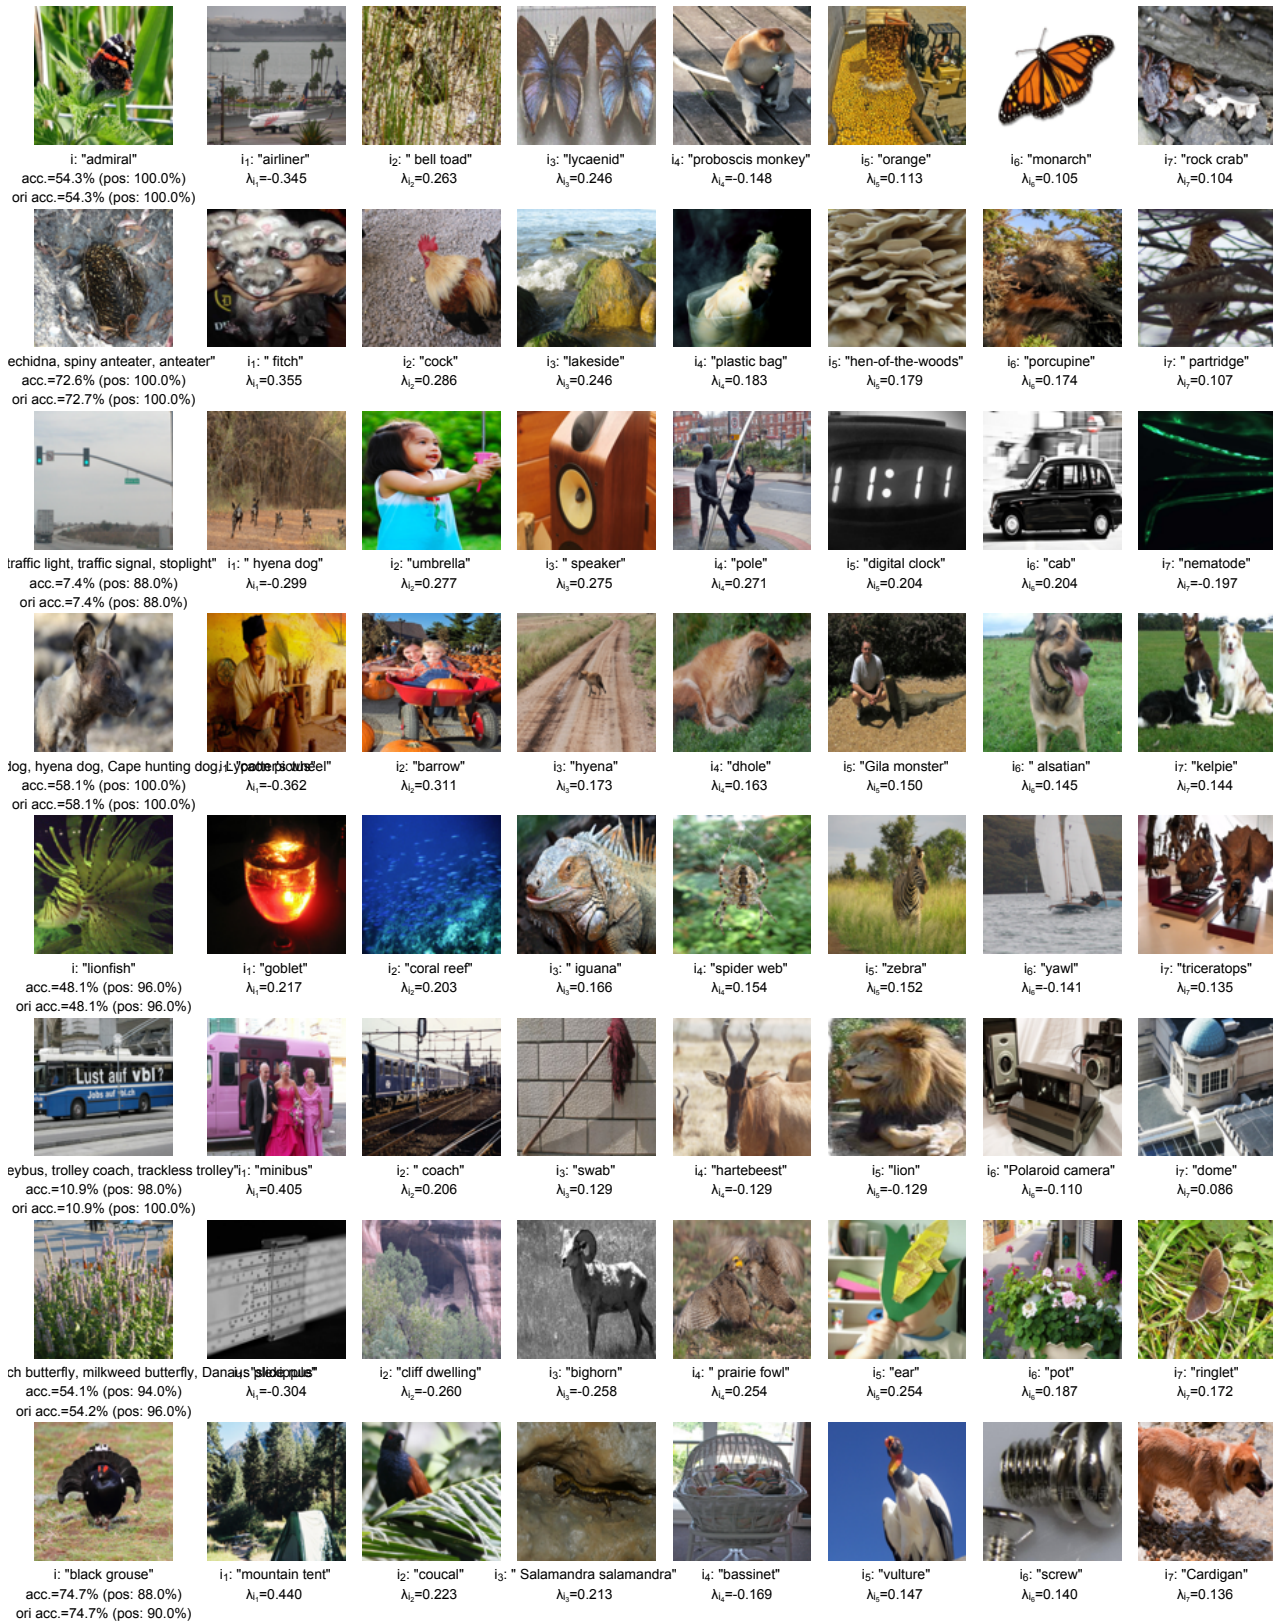 i: "admiral" i₁: "airliner" i₂: " bell toad" i₃: "lycaenid" i₄: "proboscis monkey" i₅: "orange" i₆: "monarch" i₇: "rock crab"
acc.=54.3% (pos: 100.0%) λi₁=-0.345 λi₂=0.263 λi₃=0.246 λi₄=-0.148 λi₅=0.113 λi₆=0.105 λi₇=0.104
ori acc.=54.3% (pos: 100.0%)
echidna, spiny anteater, anteater" i₁: " fitch" i₂: "cock" i₃: "lakeside" i₄: "plastic bag" i₅: "hen-of-the-woods" i₆: "porcupine" i₇: " partridge"
acc.=72.6% (pos: 100.0%) λi₁=0.355 λi₂=0.286 λi₃=0.246 λi₄=0.183 λi₅=0.179 λi₆=0.174 λi₇=0.107
ori acc.=72.7% (pos: 100.0%)
11:11
traffic light, traffic signal, stoplight" i₁: " hyena dog" i₂: "umbrella" i₃: " speaker" i₄: "pole" i₅: "digital clock" i₆: "cab" i₇: "nematode"
acc.=7.4% (pos: 88.0%) λi₁=-0.299 λi₂=0.277 λi₃=0.275 λi₄=0.271 λi₅=0.204 λi₆=0.204 λi₇=-0.197
ori acc.=7.4% (pos: 88.0%)
dog, hyena dog, Cape hunting dog, i₂: "barrow" i₃: "hyena" i₄: "dhole" i₅: "Gila monster" i₆: " alsatian" i₇: "kelpie"
acc.=58.1% (pos: 100.0%) λi₁=-0.362 λi₂=0.311 λi₃=0.173 λi₄=0.163 λi₅=0.150 λi₆=0.145 λi₇=0.144
ori acc.=58.1% (pos: 100.0%)
i: "lionfish" i₁: "goblet" i₂: "coral reef" i₃: " iguana" i₄: "spider web" i₅: "zebra" i₆: "yawl" i₇: "triceratops"
acc.=48.1% (pos: 96.0%) λi₁=0.217 λi₂=0.203 λi₃=0.166 λi₄=0.154 λi₅=0.152 λi₆=-0.141 λi₇=0.135
ori acc.=48.1% (pos: 96.0%)
Lust auf vbl?
Jobs auf vbl.ch
eybus, trolley coach, trackless trolley" i₁: "minibus" i₂: " coach" i₃: "swab" i₄: "hartebeest" i₅: "lion" i₆: "Polaroid camera" i₇: "dome"
acc.=10.9% (pos: 98.0%) λi₁=0.405 λi₂=0.206 λi₃=0.129 λi₄=-0.129 λi₅=-0.129 λi₆=-0.110 λi₇=0.086
ori acc.=10.9% (pos: 100.0%)
ch butterfly, milkweed butterfly, i₂: "cliff dwelling" i₃: "bighorn" i₄: " prairie fowl" i₅: "ear" i₆: "pot" i₇: "ringlet"
acc.=54.1% (pos: 94.0%) λi₁=-0.304 λi₂=-0.260 λi₃=-0.258 λi₄=0.254 λi₅=0.254 λi₆=0.187 λi₇=0.172
ori acc.=54.2% (pos: 96.0%)
i: "black grouse" i₁: "mountain tent" i₂: "coucal" i₃: " Salamandra salamandra" i₄: "bassinet" i₅: "vulture" i₆: "screw" i₇: "Cardigan"
acc.=74.7% (pos: 88.0%) λi₁=0.440 λi₂=0.223 λi₃=0.213 λi₄=-0.169 λi₅=0.147 λi₆=0.140 λi₇=0.136
ori acc.=74.7% (pos: 90.0%)